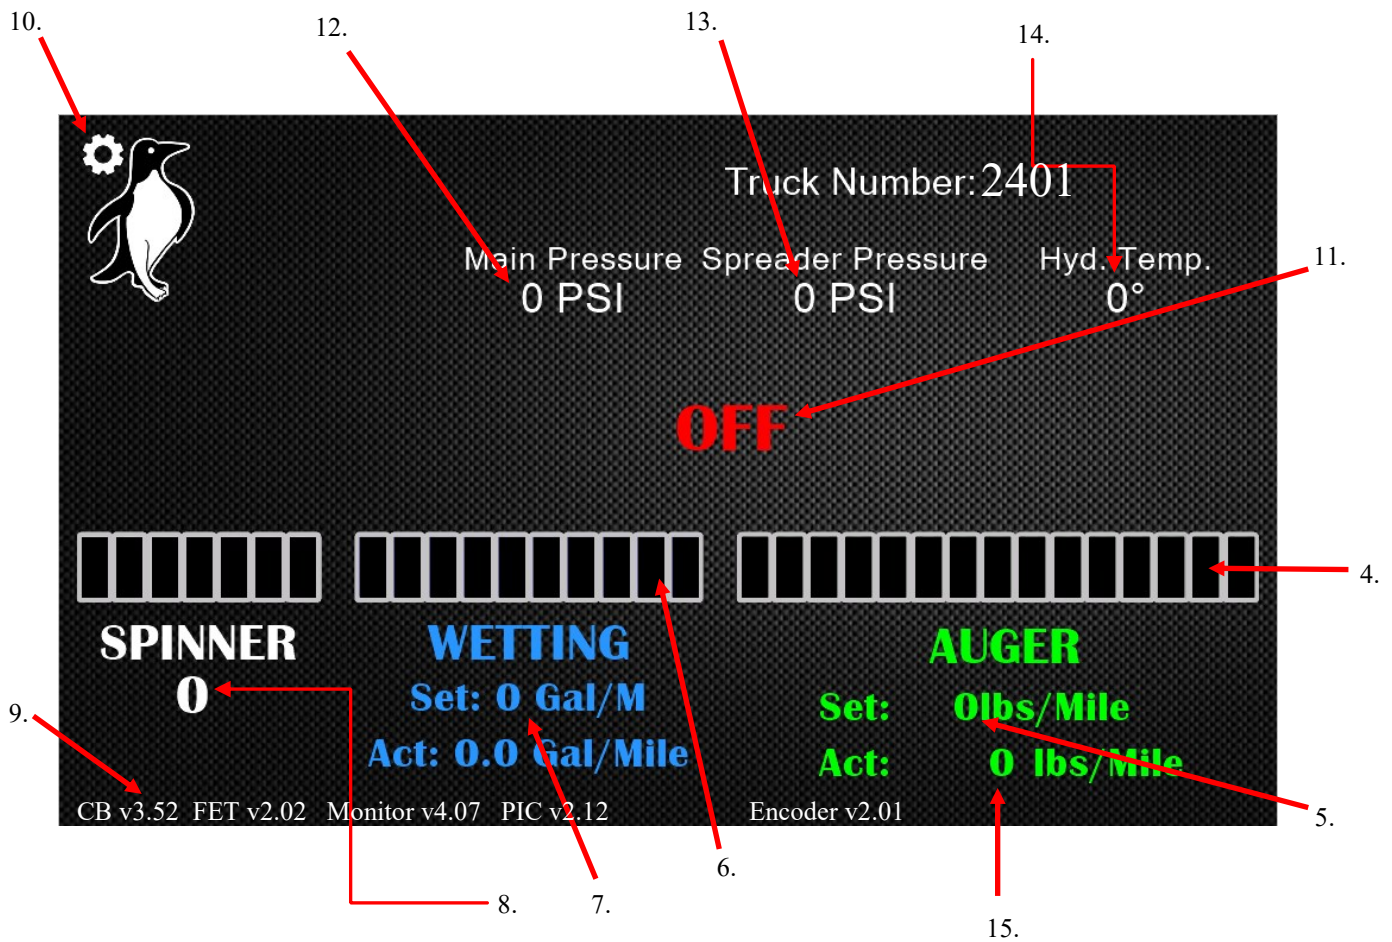 10.
12.
13.
14.
Truck Number: 2401
Main Pressure Spreader Pressure Hyd. Temp.
11.
0 PSI 0 PSI 0°
OFF
4.
SPINNER WETTING AUGER
0 Set: 0 Gal/M Set: 0lbs/Mile
9.
Act: 0.0 Gal/Mile Act: 0 lbs/Mile
CB v3.52 FET v2.02 Monitor v4.07 PIC v2.12 Encoder v2.01
5.
6.
8. 7.
15.